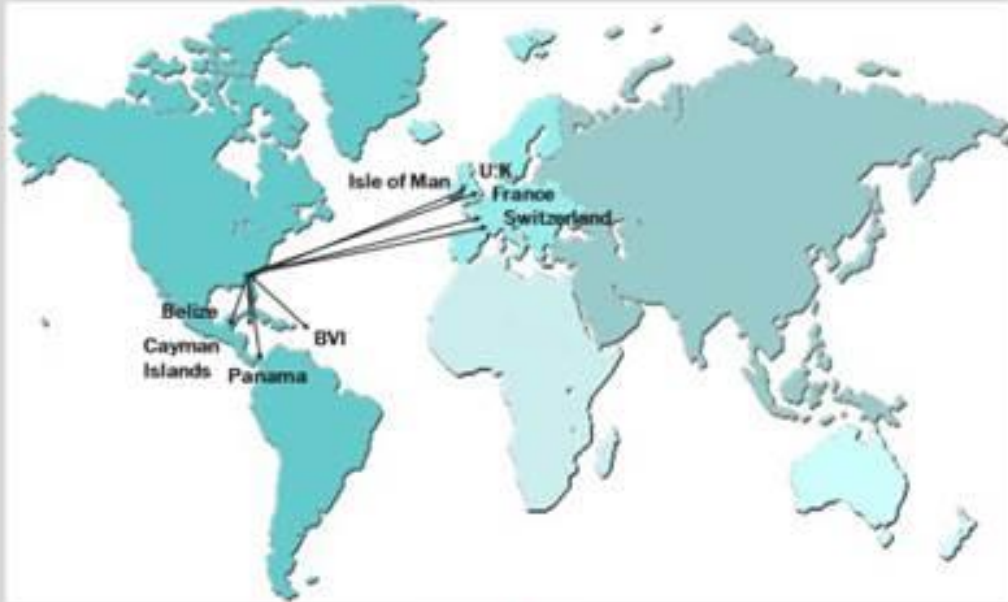 U.K
Isle of Man
France
Switzerland
Belize
BVI
Cayman
Islands
Panama